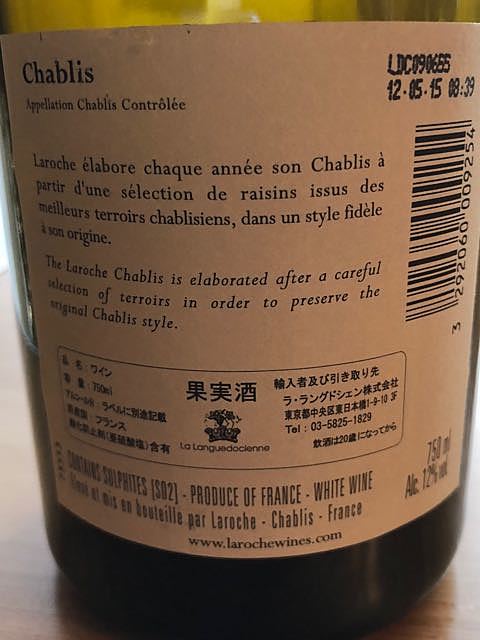 Chablis
Appellation Chablis Contrôlée
LDC090655
12·05·15 08:39
Laroche élabore chaque année son Chablis à
partir d'une sélection de raisins issus des
meilleurs terroirs chablisiens, dans un style fidèle
à son origine.
The Laroche Chablis is elaborated after a careful
selection of terroirs in order to preserve the
original Chablis style.
3 292060 009254
品名:ワイン
容量:750ml
アルコール分:ラベルに別途記載
原産国:フランス
酸化防止剤(亜硫酸塩)含有
果実酒
La Languedocienne
輸入者及び引き取り先
ラ・ラングドシェン株式会社
東京都中央区東日本橋1-9-10 3F
Tel : 03-5825-1829
飲酒は20歳になってから
CONTAINS SULPHITES (SO2) - PRODUCE OF FRANCE - WHITE WINE
Élevé et mis en bouteille par Laroche - Chablis - France
750 ml
Alc. 12% vol
www.larochewines.com